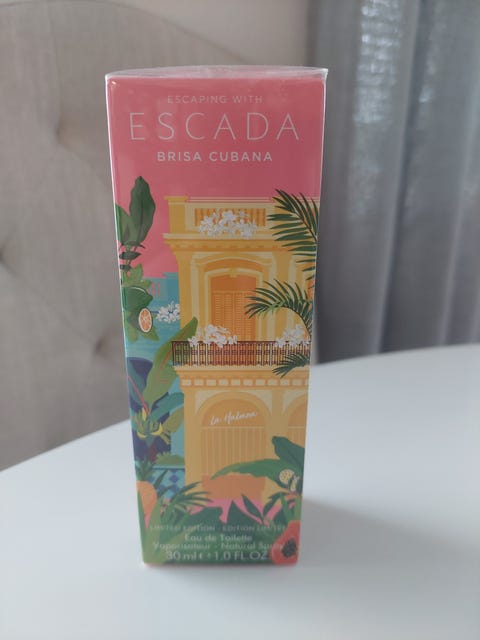 ESCAPING WITH
ESCADA
BRISA CUBANA
La Habana
LIMITED EDITION - EDITION LIMITÉE
Eau de Toilette
Vaporisateur - Natural Spray
30 ml e 1.0 FL.OZ